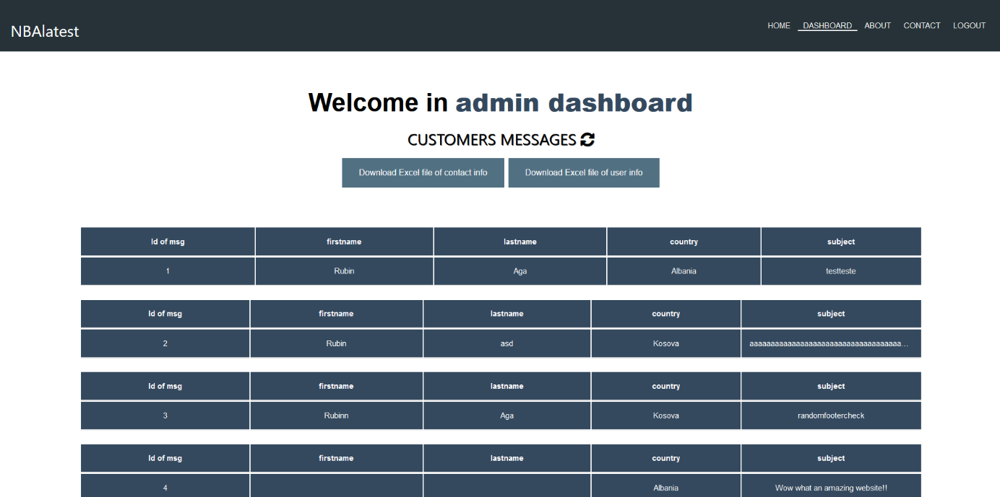 NBAlatest
HOME DASHBOARD ABOUT CONTACT LOGOUT
Welcome in admin dashboard
CUSTOMERS MESSAGES
Download Excel file of contact info Download Excel file of user info
Id of msg firstname lastname country subject
1 Rubin Aga Albania testteste
Id of msg firstname lastname country subject
2 Rubin asd Kosova aaaaaaaaaaaaaaaaaaaaaaaaaaaaaaaaaaaa...
Id of msg firstname lastname country subject
3 Rubinn Aga Kosova randomfootercheck
Id of msg firstname lastname country subject
4 Albania Wow what an amazing website!!